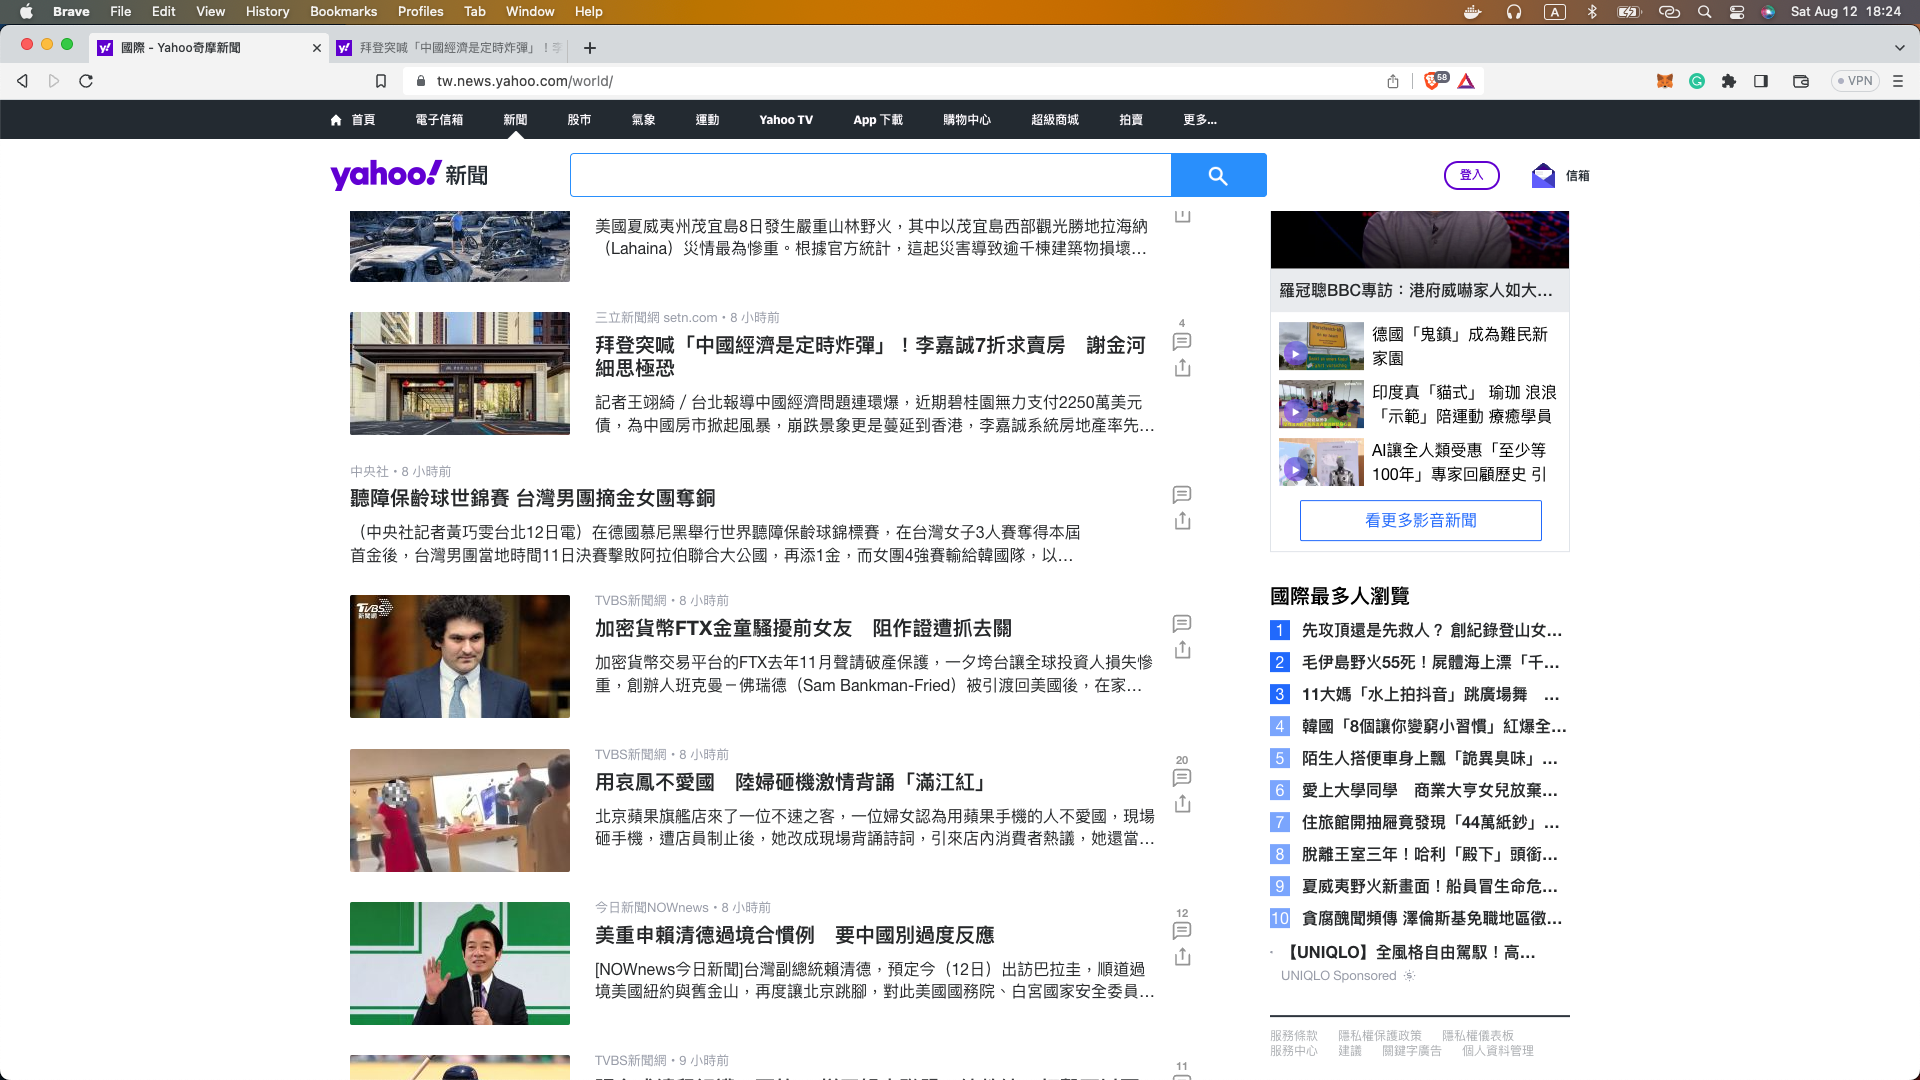 Brave File Edit View History Bookmarks Profiles Tab Window Help
A
Sat Aug 12 18:24
國際 - Yahoo奇摩新聞
拜登突喊「中國經濟是定時炸彈」！李
tw.news.yahoo.com/world/
58
VPN
首頁 電子信箱 新聞 股市 氣象 運動 Yahoo TV App 下載 購物中心 超級商城 拍賣 更多...
yahoo!新聞
登入
信箱
美國夏威夷州茂宜島8日發生嚴重山林野火，其中以茂宜島西部觀光勝地拉海納
（Lahaina）災情最為慘重。根據官方統計，這起災害導致逾千棟建築物損壞…
三立新聞網 setn.com・8 小時前
拜登突喊「中國經濟是定時炸彈」！李嘉誠7折求賣房　謝金河
細思極恐
記者王翊綺／台北報導中國經濟問題連環爆，近期碧桂園無力支付2250萬美元
債，為中國房市掀起風暴，崩跌景象更是蔓延到香港，李嘉誠系統房地產率先…
4
中央社・8 小時前
聽障保齡球世錦賽 台灣男團摘金女團奪銅
（中央社記者黃巧雯台北12日電）在德國慕尼黑舉行世界聽障保齡球錦標賽，在台灣女子3人賽奪得本屆
首金後，台灣男團當地時間11日決賽擊敗阿拉伯聯合大公國，再添1金，而女團4強賽輸給韓國隊，以…
TVBS
新聞網
TVBS新聞網・8 小時前
加密貨幣FTX金童騷擾前女友　阻作證遭抓去關
加密貨幣交易平台的FTX去年11月聲請破產保護，一夕垮台讓全球投資人損失慘
重，創辦人班克曼－佛瑞德（Sam Bankman-Fried）被引渡回美國後，在家…
TVBS新聞網・8 小時前
用哀鳳不愛國　陸婦砸機激情背誦「滿江紅」
北京蘋果旗艦店來了一位不速之客，一位婦女認為用蘋果手機的人不愛國，現場
砸手機，遭店員制止後，她改成現場背誦詩詞，引來店內消費者熱議，她還當…
20
今日新聞NOWnews・8 小時前
美重申賴清德過境合慣例　要中國別過度反應
[NOWnews今日新聞]台灣副總統賴清德，預定今（12日）出訪巴拉圭，順道過
境美國紐約與舊金山，再度讓北京跳腳，對此美國國務院、白宮國家安全委員…
12
TVBS新聞網・9 小時前
11
羅冠聰BBC專訪：港府威嚇家人如大…
德國「鬼鎮」成為難民新
家園
印度真「貓式」 瑜珈 浪浪
「示範」陪運動 療癒學員
AI讓全人類受惠「至少等
100年」專家回顧歷史 引
看更多影音新聞
國際最多人瀏覽
1 先攻頂還是先救人？ 創紀錄登山女…
2 毛伊島野火55死！屍體海上漂「千…
3 11大媽「水上拍抖音」跳廣場舞　…
4 韓國「8個讓你變窮小習慣」紅爆全…
5 陌生人搭便車身上飄「詭異臭味」…
6 愛上大學同學　商業大亨女兒放棄…
7 住旅館開抽屜竟發現「44萬紙鈔」…
8 脫離王室三年！哈利「殿下」頭銜…
9 夏威夷野火新畫面！船員冒生命危…
10 貪腐醜聞頻傳 澤倫斯基免職地區徵…
【UNIQLO】全風格自由駕馭！高…
UNIQLO Sponsored
服務條款 隱私權保護政策 隱私權儀表板
服務中心 建議 關鍵字廣告 個人資料管理